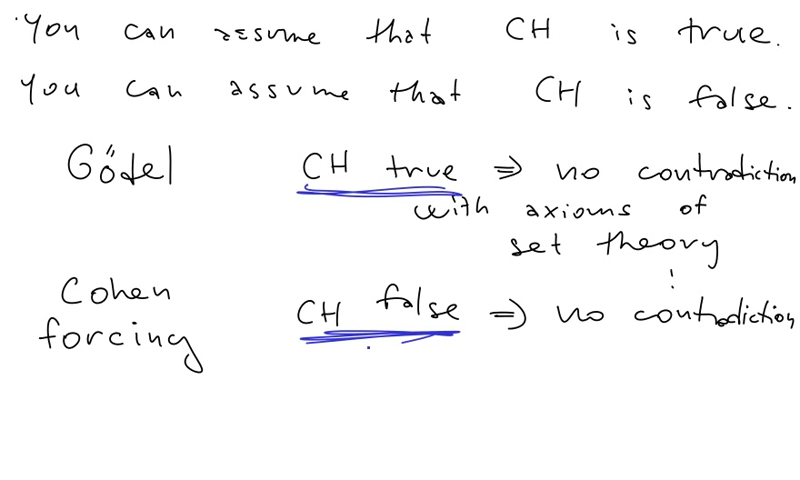 You can assume that CH is true.
You can assume that CH is false.
Gödel CH true ⇒ no contradiction
with axioms of
set theory
!
Cohen CH false ⇒ no contradiction
forcing